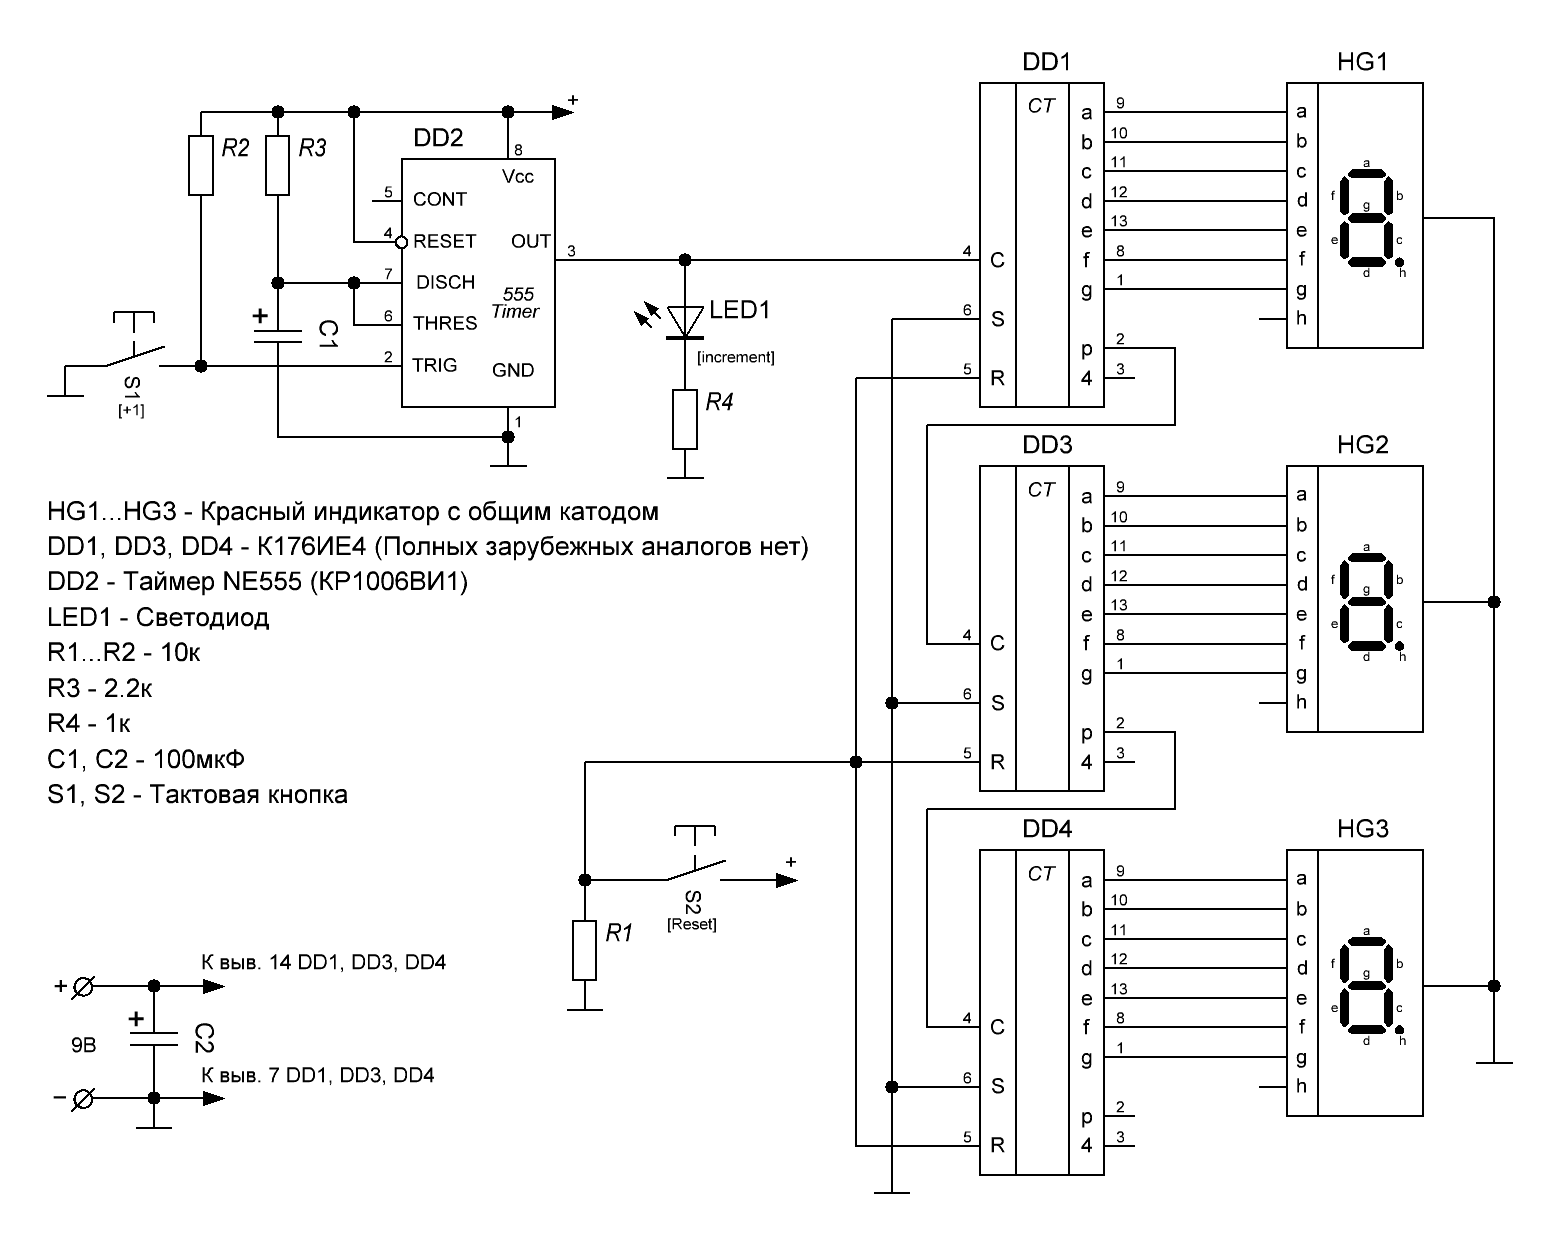 DD1
HG1
DD2
+
R2
R3
8
Vcc
5 CONT
4 RESET
OUT 3
7 DISCH
555
Timer
6 THRES
2 TRIG
GND
1
+
C1
S1
[+1]
LED1
[increment]
R4
CT
a 9 a
b 10 b
c 11 c
d 12 d
e 13 e
4 C f 8 f
g 1 g
6 S h
p 2
5 R 4 3
a
f b
g
e c
d h
DD3
HG2
CT
a 9 a
b 10 b
c 11 c
d 12 d
e 13 e
4 C f 8 f
g 1 g
6 S h
p 2
5 R 4 3
a
f b
g
e c
d h
DD4
HG3
CT
a 9 a
b 10 b
c 11 c
d 12 d
e 13 e
4 C f 8 f
g 1 g
6 S h
p 2
5 R 4 3
a
f b
g
e c
d h
HG1...HG3 - Красный индикатор с общим катодом
DD1, DD3, DD4 - К176ИЕ4 (Полных зарубежных аналогов нет)
DD2 - Таймер NE555 (КР1006ВИ1)
LED1 - Светодиод
R1...R2 - 10к
R3 - 2.2к
R4 - 1к
C1, C2 - 100мкФ
S1, S2 - Тактовая кнопка
+
S2
[Reset]
R1
+
К выв. 14 DD1, DD3, DD4
+
C2
9В
К выв. 7 DD1, DD3, DD4
−